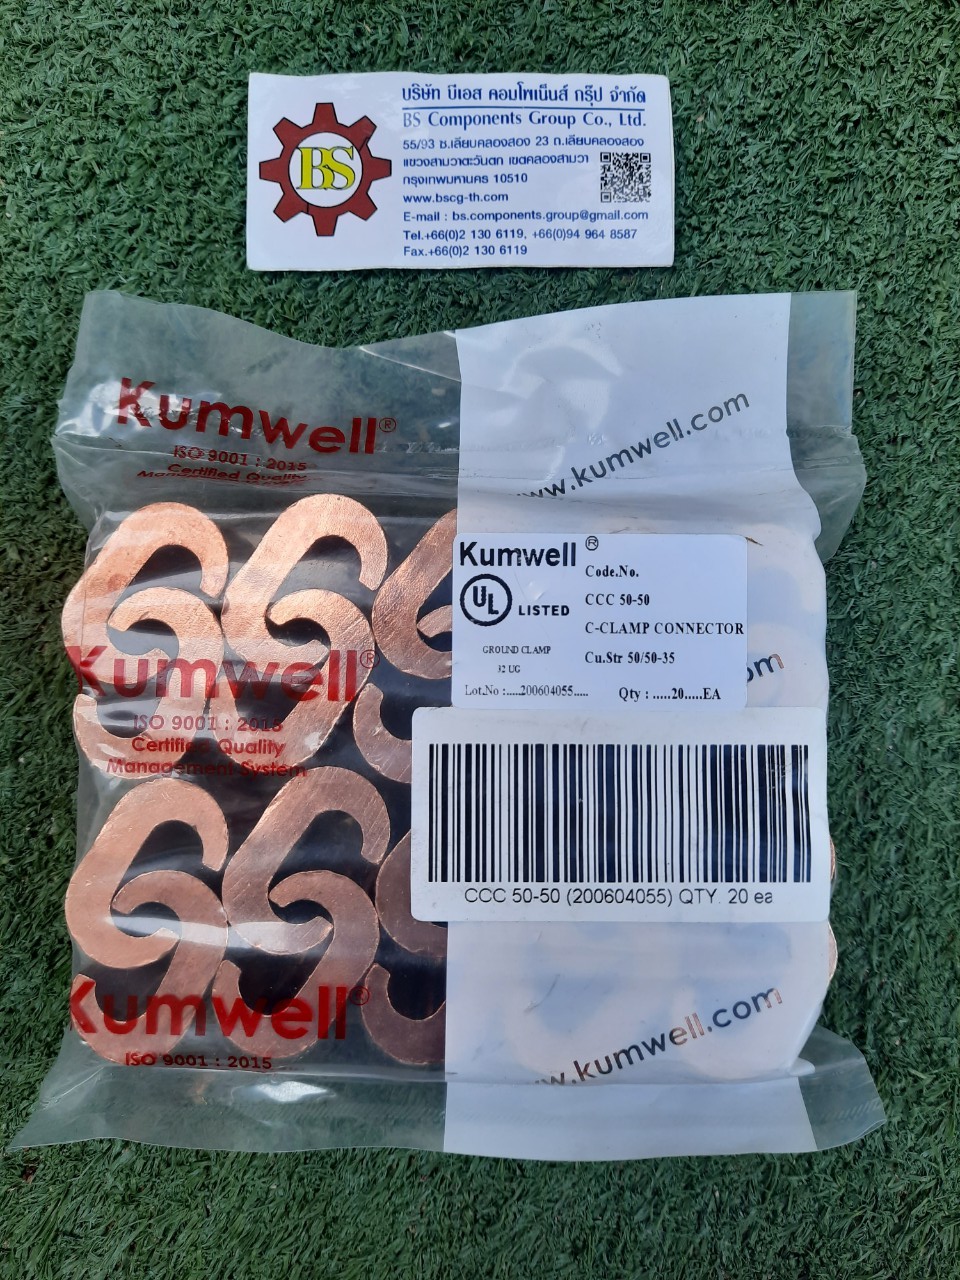 บริษัท บีเอส คอมโพเน็นส์ กรุ๊ป จำกัด
BS Components Group Co., Ltd.
55/93 ซ.เลียบคลองสอง 23 ถ.เลียบคลองสอง
แขวงสามวาตะวันตก เขตคลองสามวา
กรุงเทพมหานคร 10510
www.bscg-th.com
E-mail : bs.components.group@gmail.com
Tel.+66(0)2 130 6119, +66(0)94 964 8587
Fax.+66(0)2 130 6119
BS
Kumwell®
ISO 9001 : 2015
Certified Quality
www.kumwell.com
Kumwell ®
UL LISTED
GROUND CLAMP
32 UG
Lot.No :.....200604055.....
Code.No.
CCC 50-50
C-CLAMP CONNECTOR
Cu.Str 50/50-35
Qty : .....20.....EA
Kumwell®
ISO 9001 : 2015
Certified Quality
Management System
om
CCC 50-50 (200604055) QTY. 20 ea
Kumwell®
ISO 9001 : 2015
w.kumwell.com